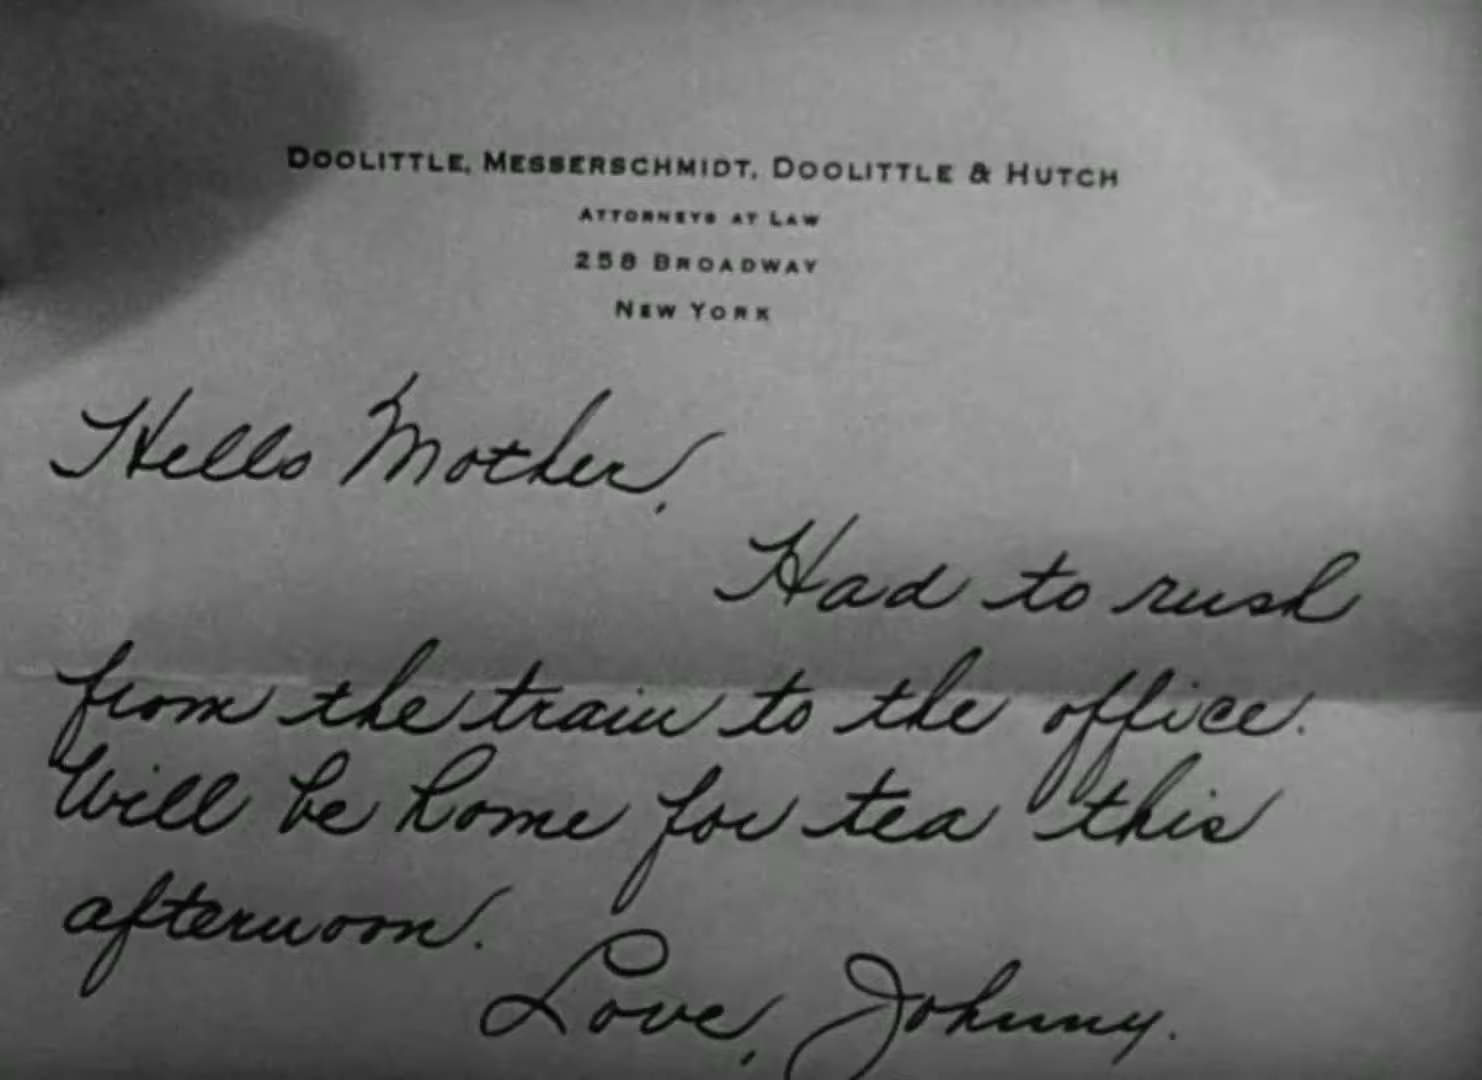 DOOLITTLE, MESSERSCHMIDT, DOOLITTLE & HUTCH
ATTORNEYS AT LAW
258 BROADWAY
NEW YORK
Hello Mother,
Had to rush
from the train to the office.
Will be home for tea this
afternoon.
Love, Johnny.